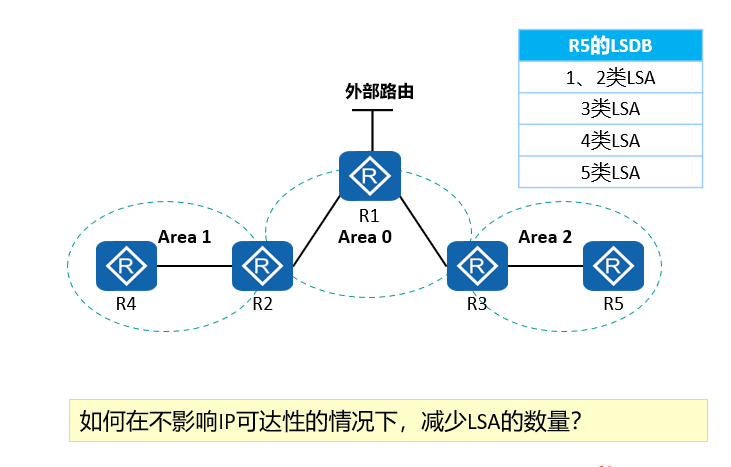 R5的LSDB
1、2类LSA
3类LSA
4类LSA
5类LSA
外部路由
R
R1
Area 1
Area 0
Area 2
R
R
R
R
R4
R2
R3
R5
如何在不影响IP可达性的情况下，减少LSA的数量？